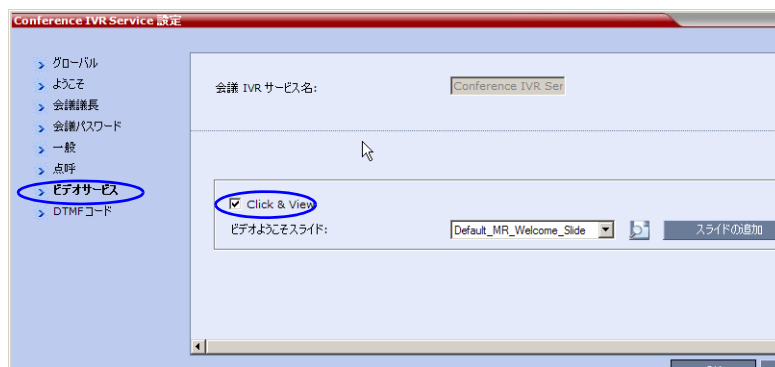 Conference IVR Service 設定
グローバル
ようこそ
会議議長
会議パスワード
一般
点呼
ビデオサービス
DTMFコード
会議 IVR サービス名:
Conference IVR Ser
Click & View
ビデオようこそスライド:
Default_MR_Welcome_Slide
スライドの追加